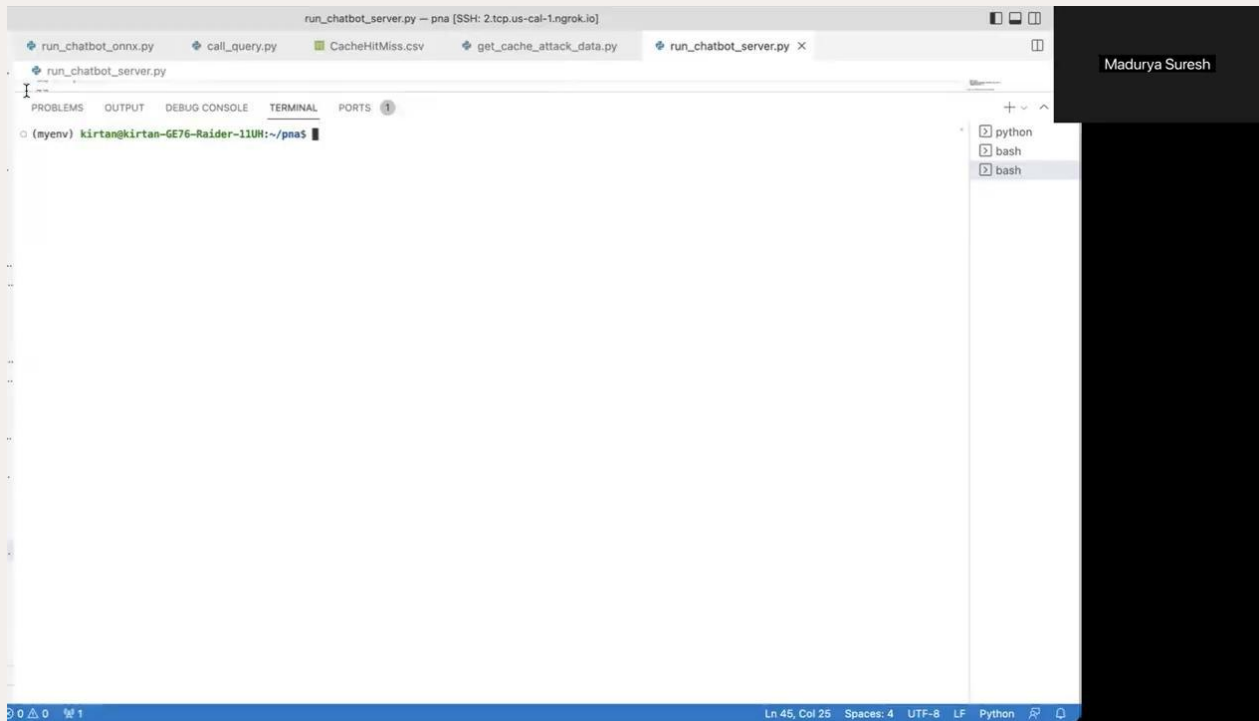 run_chatbot_server.py — pna [SSH: 2.tcp.us-cal-1.ngrok.io]
run_chatbot_onnx.py call_query.py CacheHitMiss.csv get_cache_attack_data.py run_chatbot_server.py
Madurya Suresh
run_chatbot_server.py
PROBLEMS OUTPUT DEBUG CONSOLE TERMINAL PORTS 1
(myenv) kirtan@kirtan-GE76-Raider-11UH:~/pna$
python
bash
bash
0 0 1 Ln 45, Col 25 Spaces: 4 UTF-8 LF Python